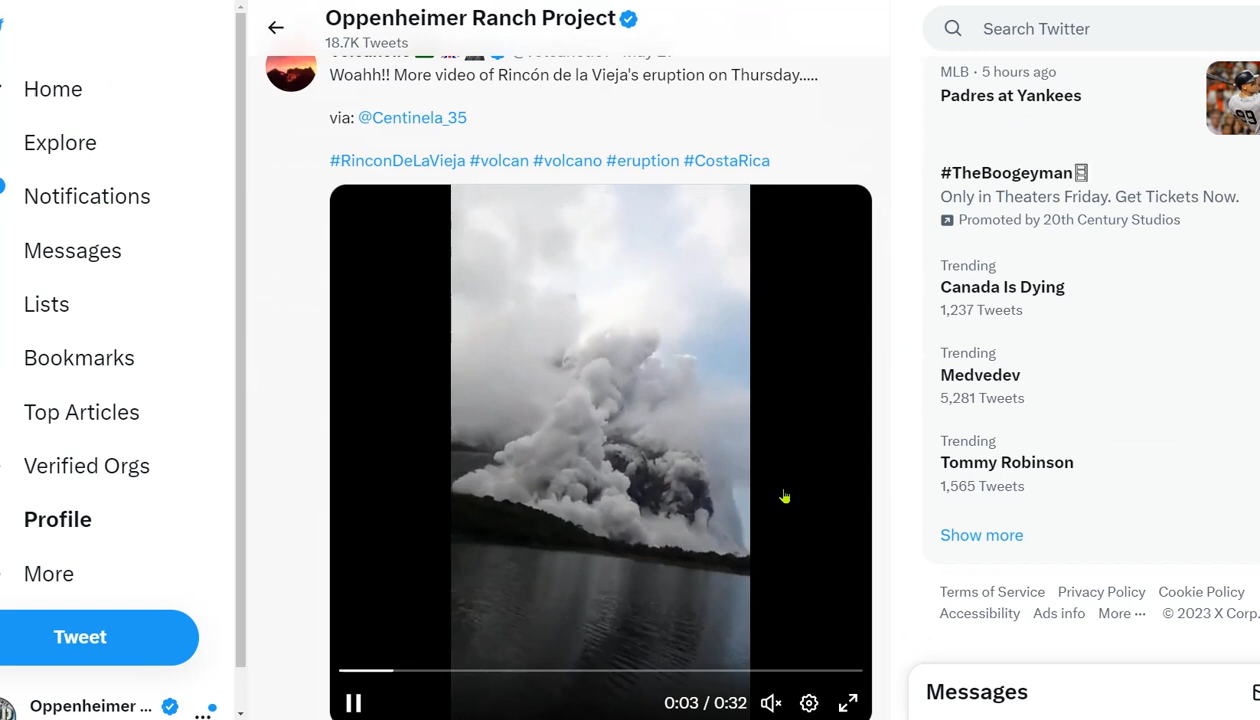 Oppenheimer Ranch Project
18.7K Tweets
Home
Explore
Notifications
Messages
Lists
Bookmarks
Top Articles
Verified Orgs
Profile
More
Tweet
Oppenheimer ...
Woahh!! More video of Rincón de la Vieja's eruption on Thursday.....
via: @Centinela_35
#RinconDeLaVieja #volcan #volcano #eruption #CostaRica
0:03 / 0:32
Search Twitter
MLB · 5 hours ago
Padres at Yankees
99
#TheBoogeyman
Only in Theaters Friday. Get Tickets Now.
Promoted by 20th Century Studios
Trending
Canada Is Dying
1,237 Tweets
Trending
Medvedev
5,281 Tweets
Trending
Tommy Robinson
1,565 Tweets
Show more
Terms of Service Privacy Policy Cookie Policy
Accessibility Ads info More ··· © 2023 X Corp.
Messages